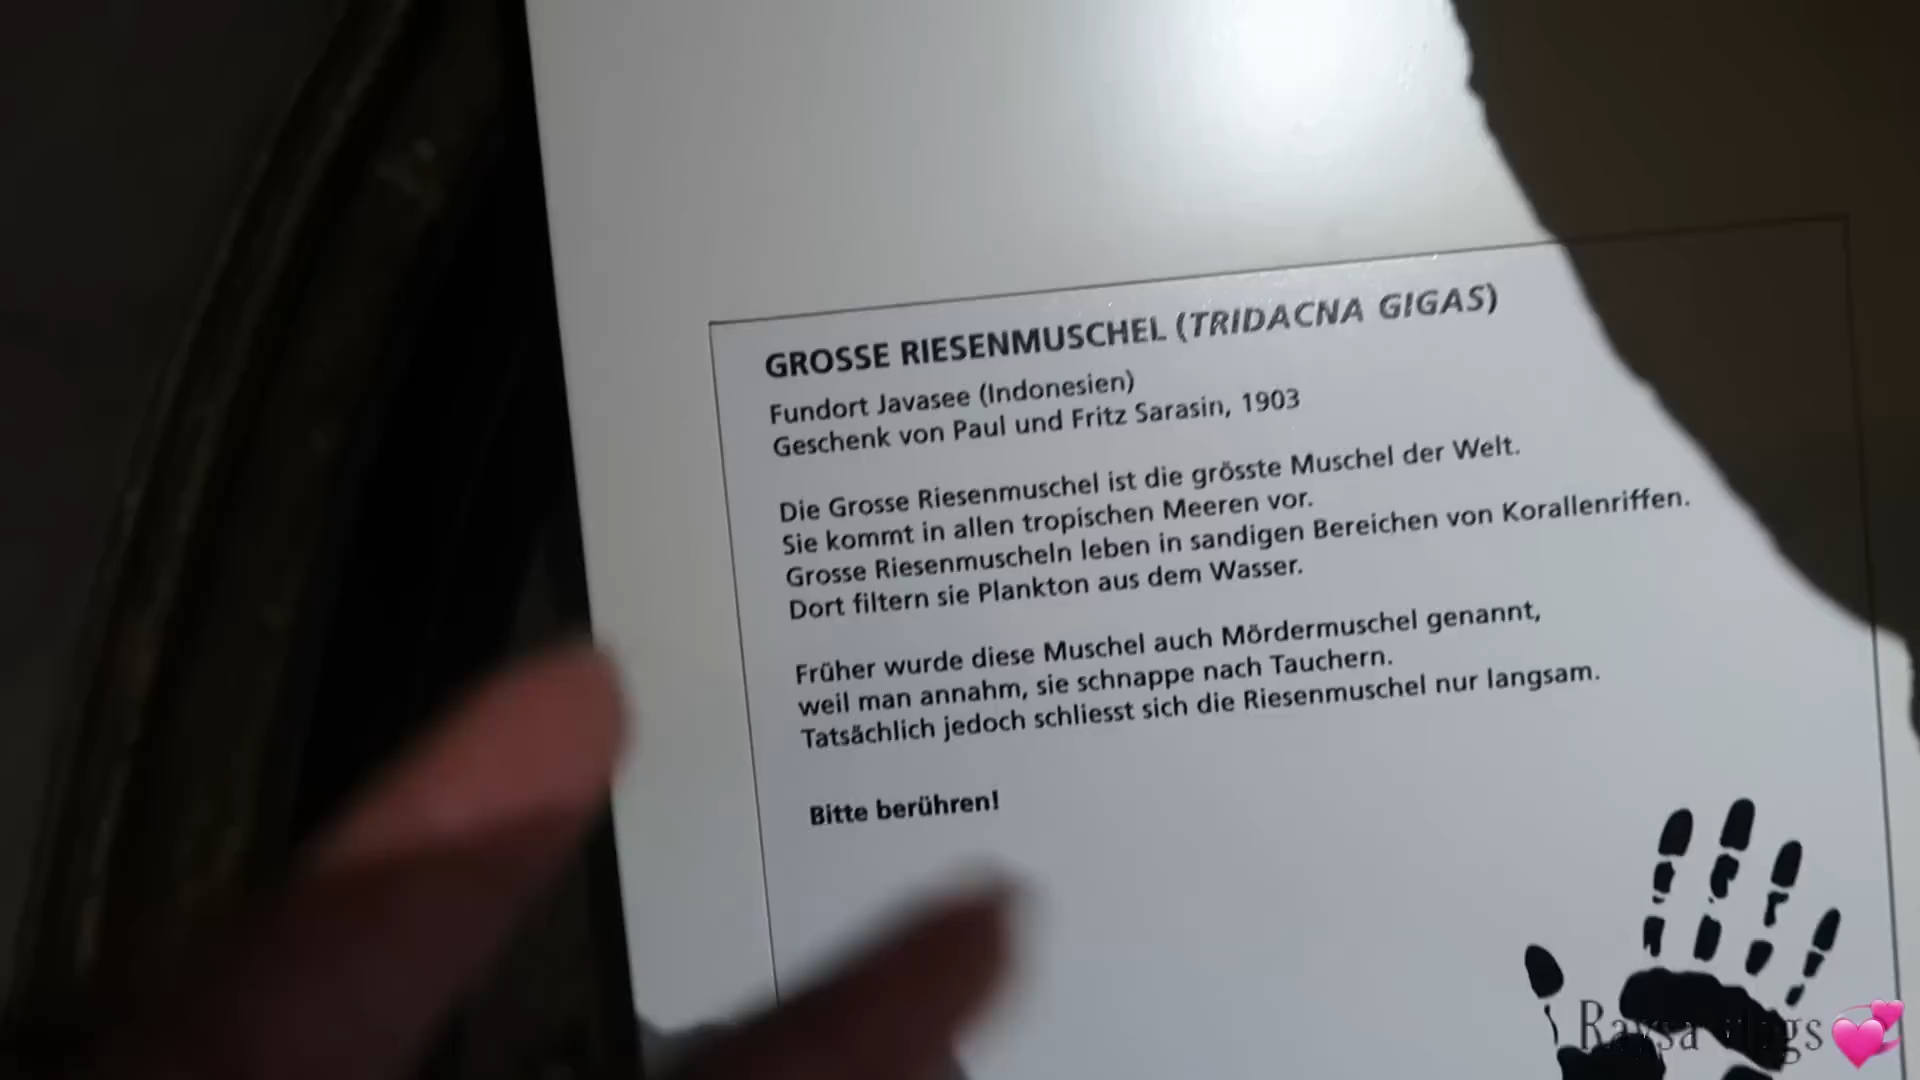 GROSSE RIESENMUSCHEL (TRIDACNA GIGAS)
Fundort Javasee (Indonesien)
Geschenk von Paul und Fritz Sarasin, 1903
Die Grosse Riesenmuschel ist die grösste Muschel der Welt.
Sie kommt in allen tropischen Meeren vor.
Grosse Riesenmuscheln leben in sandigen Bereichen von Korallenriffen.
Dort filtern sie Plankton aus dem Wasser.
Früher wurde diese Muschel auch Mördermuschel genannt,
weil man annahm, sie schnappe nach Tauchern.
Tatsächlich jedoch schliesst sich die Riesenmuschel nur langsam.
Bitte berühren!
Raysa